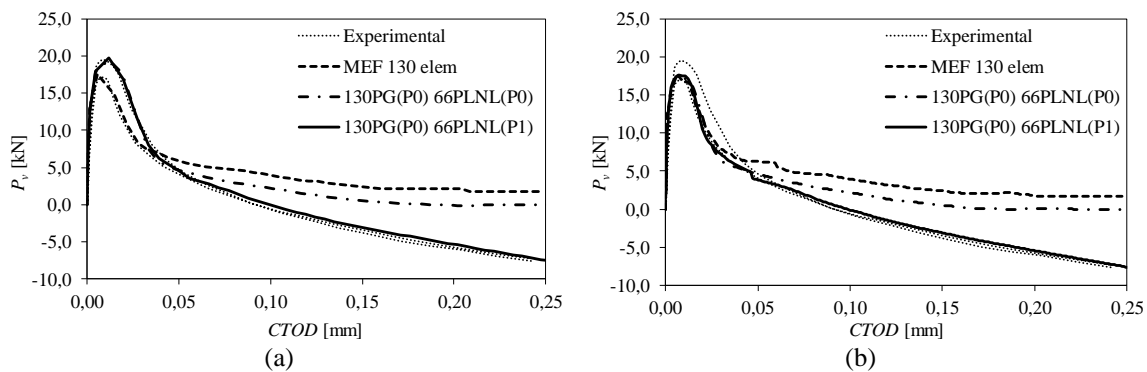 25,0
20,0
15,0
10,0
5,0
0,0
-5,0
-10,0
P_v [kN]
0,00 0,05 0,10 0,15 0,20 0,25
CTOD [mm]
Experimental
MEF 130 elem
130PG(P0) 66PLNL(P0)
130PG(P0) 66PLNL(P1)
(a)
25,0
20,0
15,0
10,0
5,0
0,0
-5,0
-10,0
P_v [kN]
0,00 0,05 0,10 0,15 0,20 0,25
CTOD [mm]
Experimental
MEF 130 elem
130PG(P0) 66PLNL(P0)
130PG(P0) 66PLNL(P1)
(b)